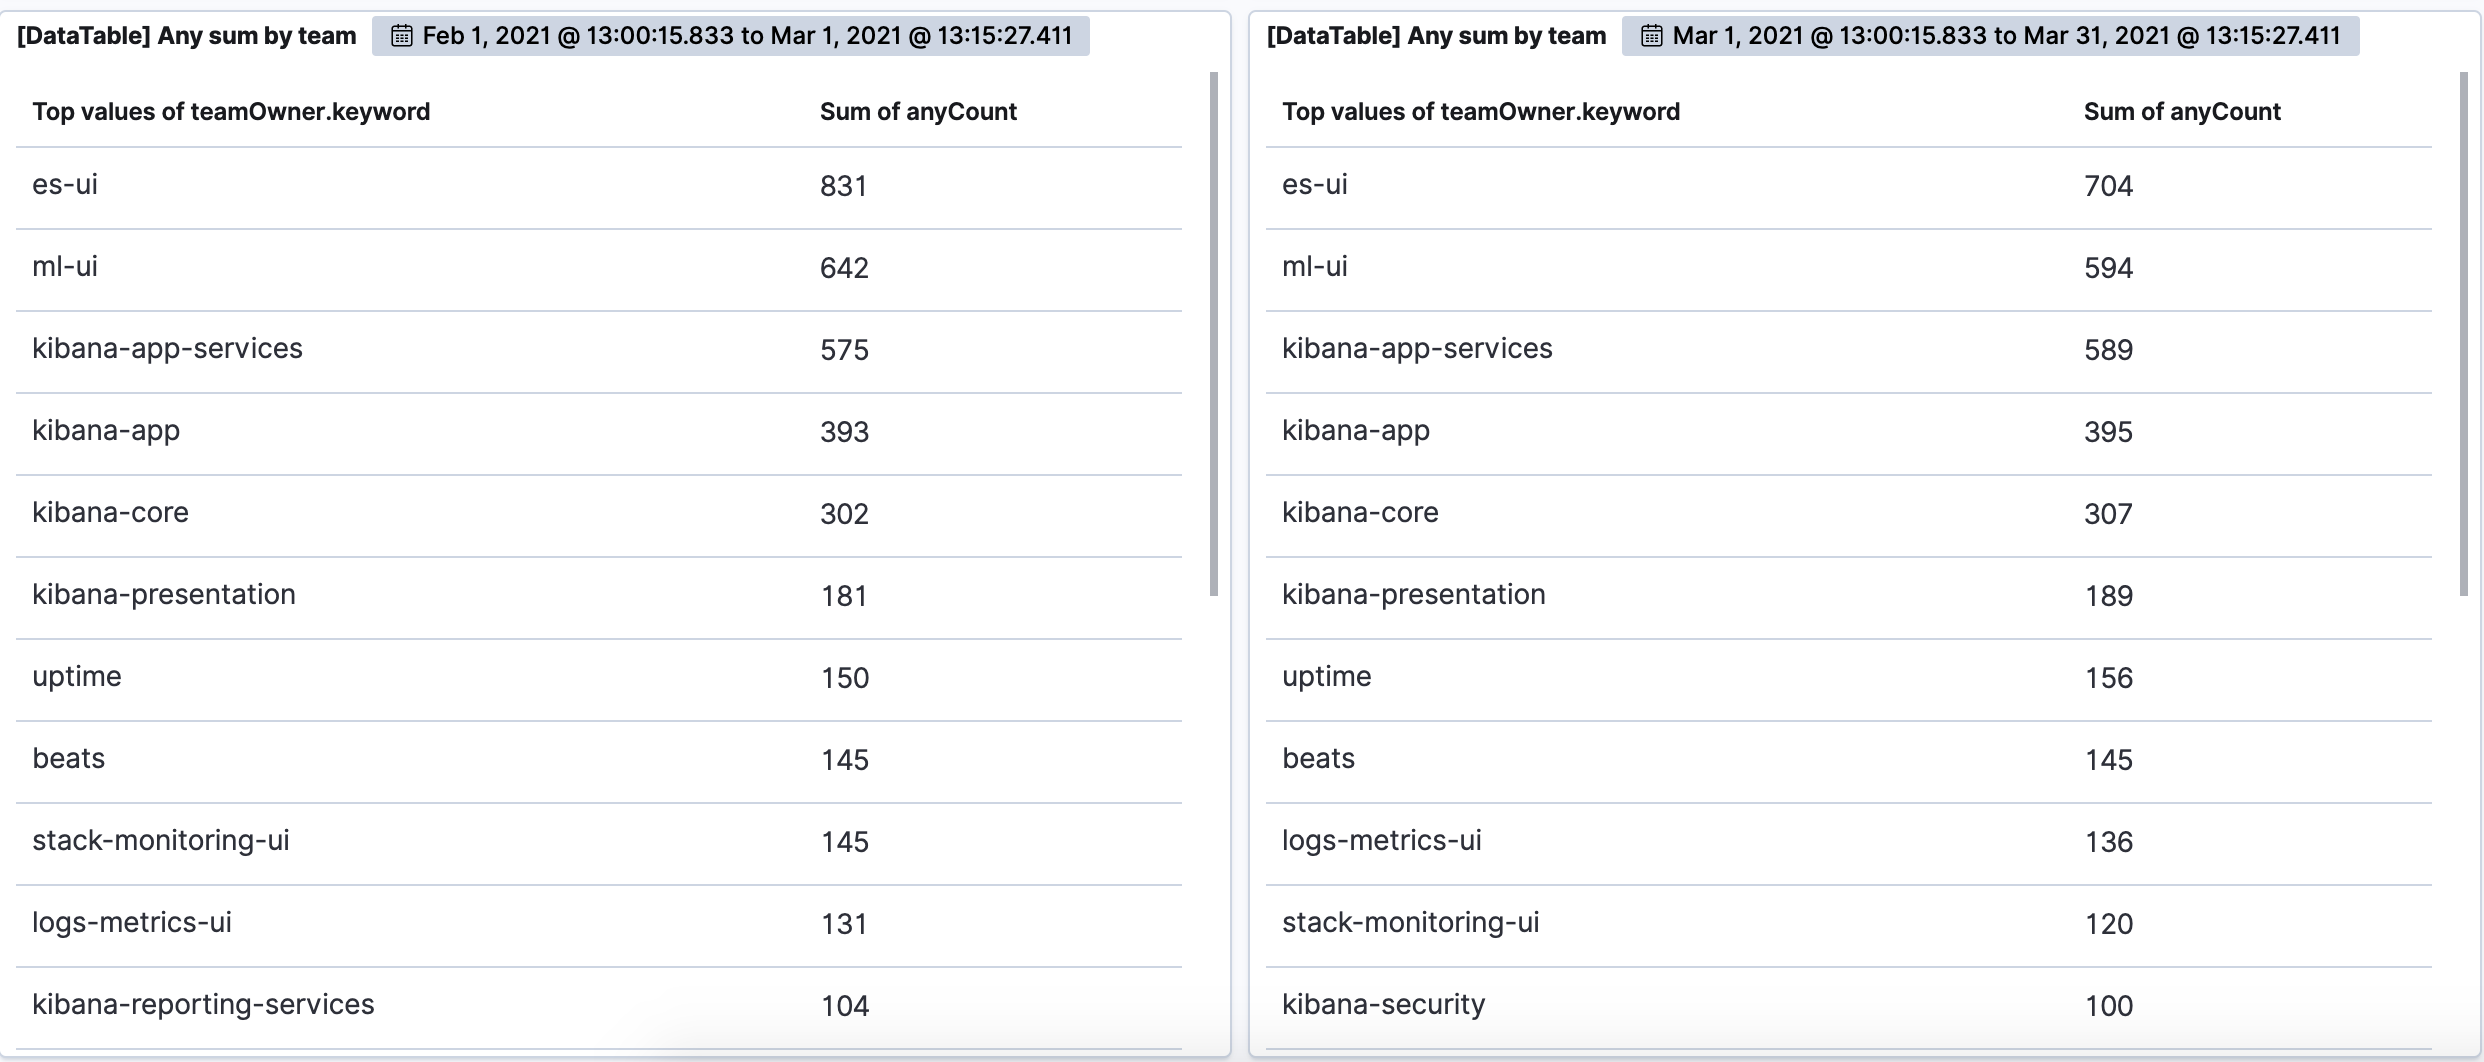 [DataTable] Any sum by team Feb 1, 2021 @ 13:00:15.833 to Mar 1, 2021 @ 13:15:27.411
Top values of teamOwner.keyword Sum of anyCount
es-ui 831
ml-ui 642
kibana-app-services 575
kibana-app 393
kibana-core 302
kibana-presentation 181
uptime 150
beats 145
stack-monitoring-ui 145
logs-metrics-ui 131
kibana-reporting-services 104
[DataTable] Any sum by team Mar 1, 2021 @ 13:00:15.833 to Mar 31, 2021 @ 13:15:27.411
Top values of teamOwner.keyword Sum of anyCount
es-ui 704
ml-ui 594
kibana-app-services 589
kibana-app 395
kibana-core 307
kibana-presentation 189
uptime 156
beats 145
logs-metrics-ui 136
stack-monitoring-ui 120
kibana-security 100